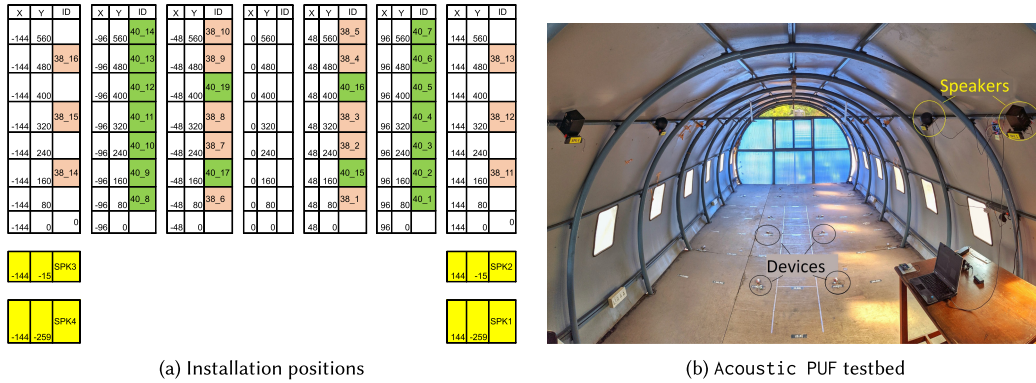 X Y ID X Y ID X Y ID X Y ID X Y ID X Y ID X Y ID
-144 560 -96 560 40_14 -48 560 38_10 0 560 48 560 38_5 96 560 40_7 144 560
-144 480 38_16 -96 480 40_13 -48 480 38_9 0 480 48 480 38_4 96 480 40_6 144 480 38_13
-144 400 -96 400 40_12 -48 400 40_19 0 400 48 400 40_16 96 400 40_5 144 400
-144 320 38_15 -96 320 40_11 -48 320 38_8 0 320 48 320 38_3 96 320 40_4 144 320 38_12
-144 240 -96 240 40_10 -48 240 38_7 0 240 48 240 38_2 96 240 40_3 144 240
-144 160 38_14 -96 160 40_9 -48 160 40_17 0 160 48 160 40_15 96 160 40_2 144 160 38_11
-144 80 -96 80 40_8 -48 80 38_6 0 80 48 80 38_1 96 80 40_1 144 80
-144 0 -96 0 -48 0 0 0 48 0 96 0 144 0
-144 -15 SPK3 144 -15 SPK2
-144 -259 SPK4 144 -259 SPK1
(a) Installation positions
Speakers
Devices
(b) Acoustic PUF testbed